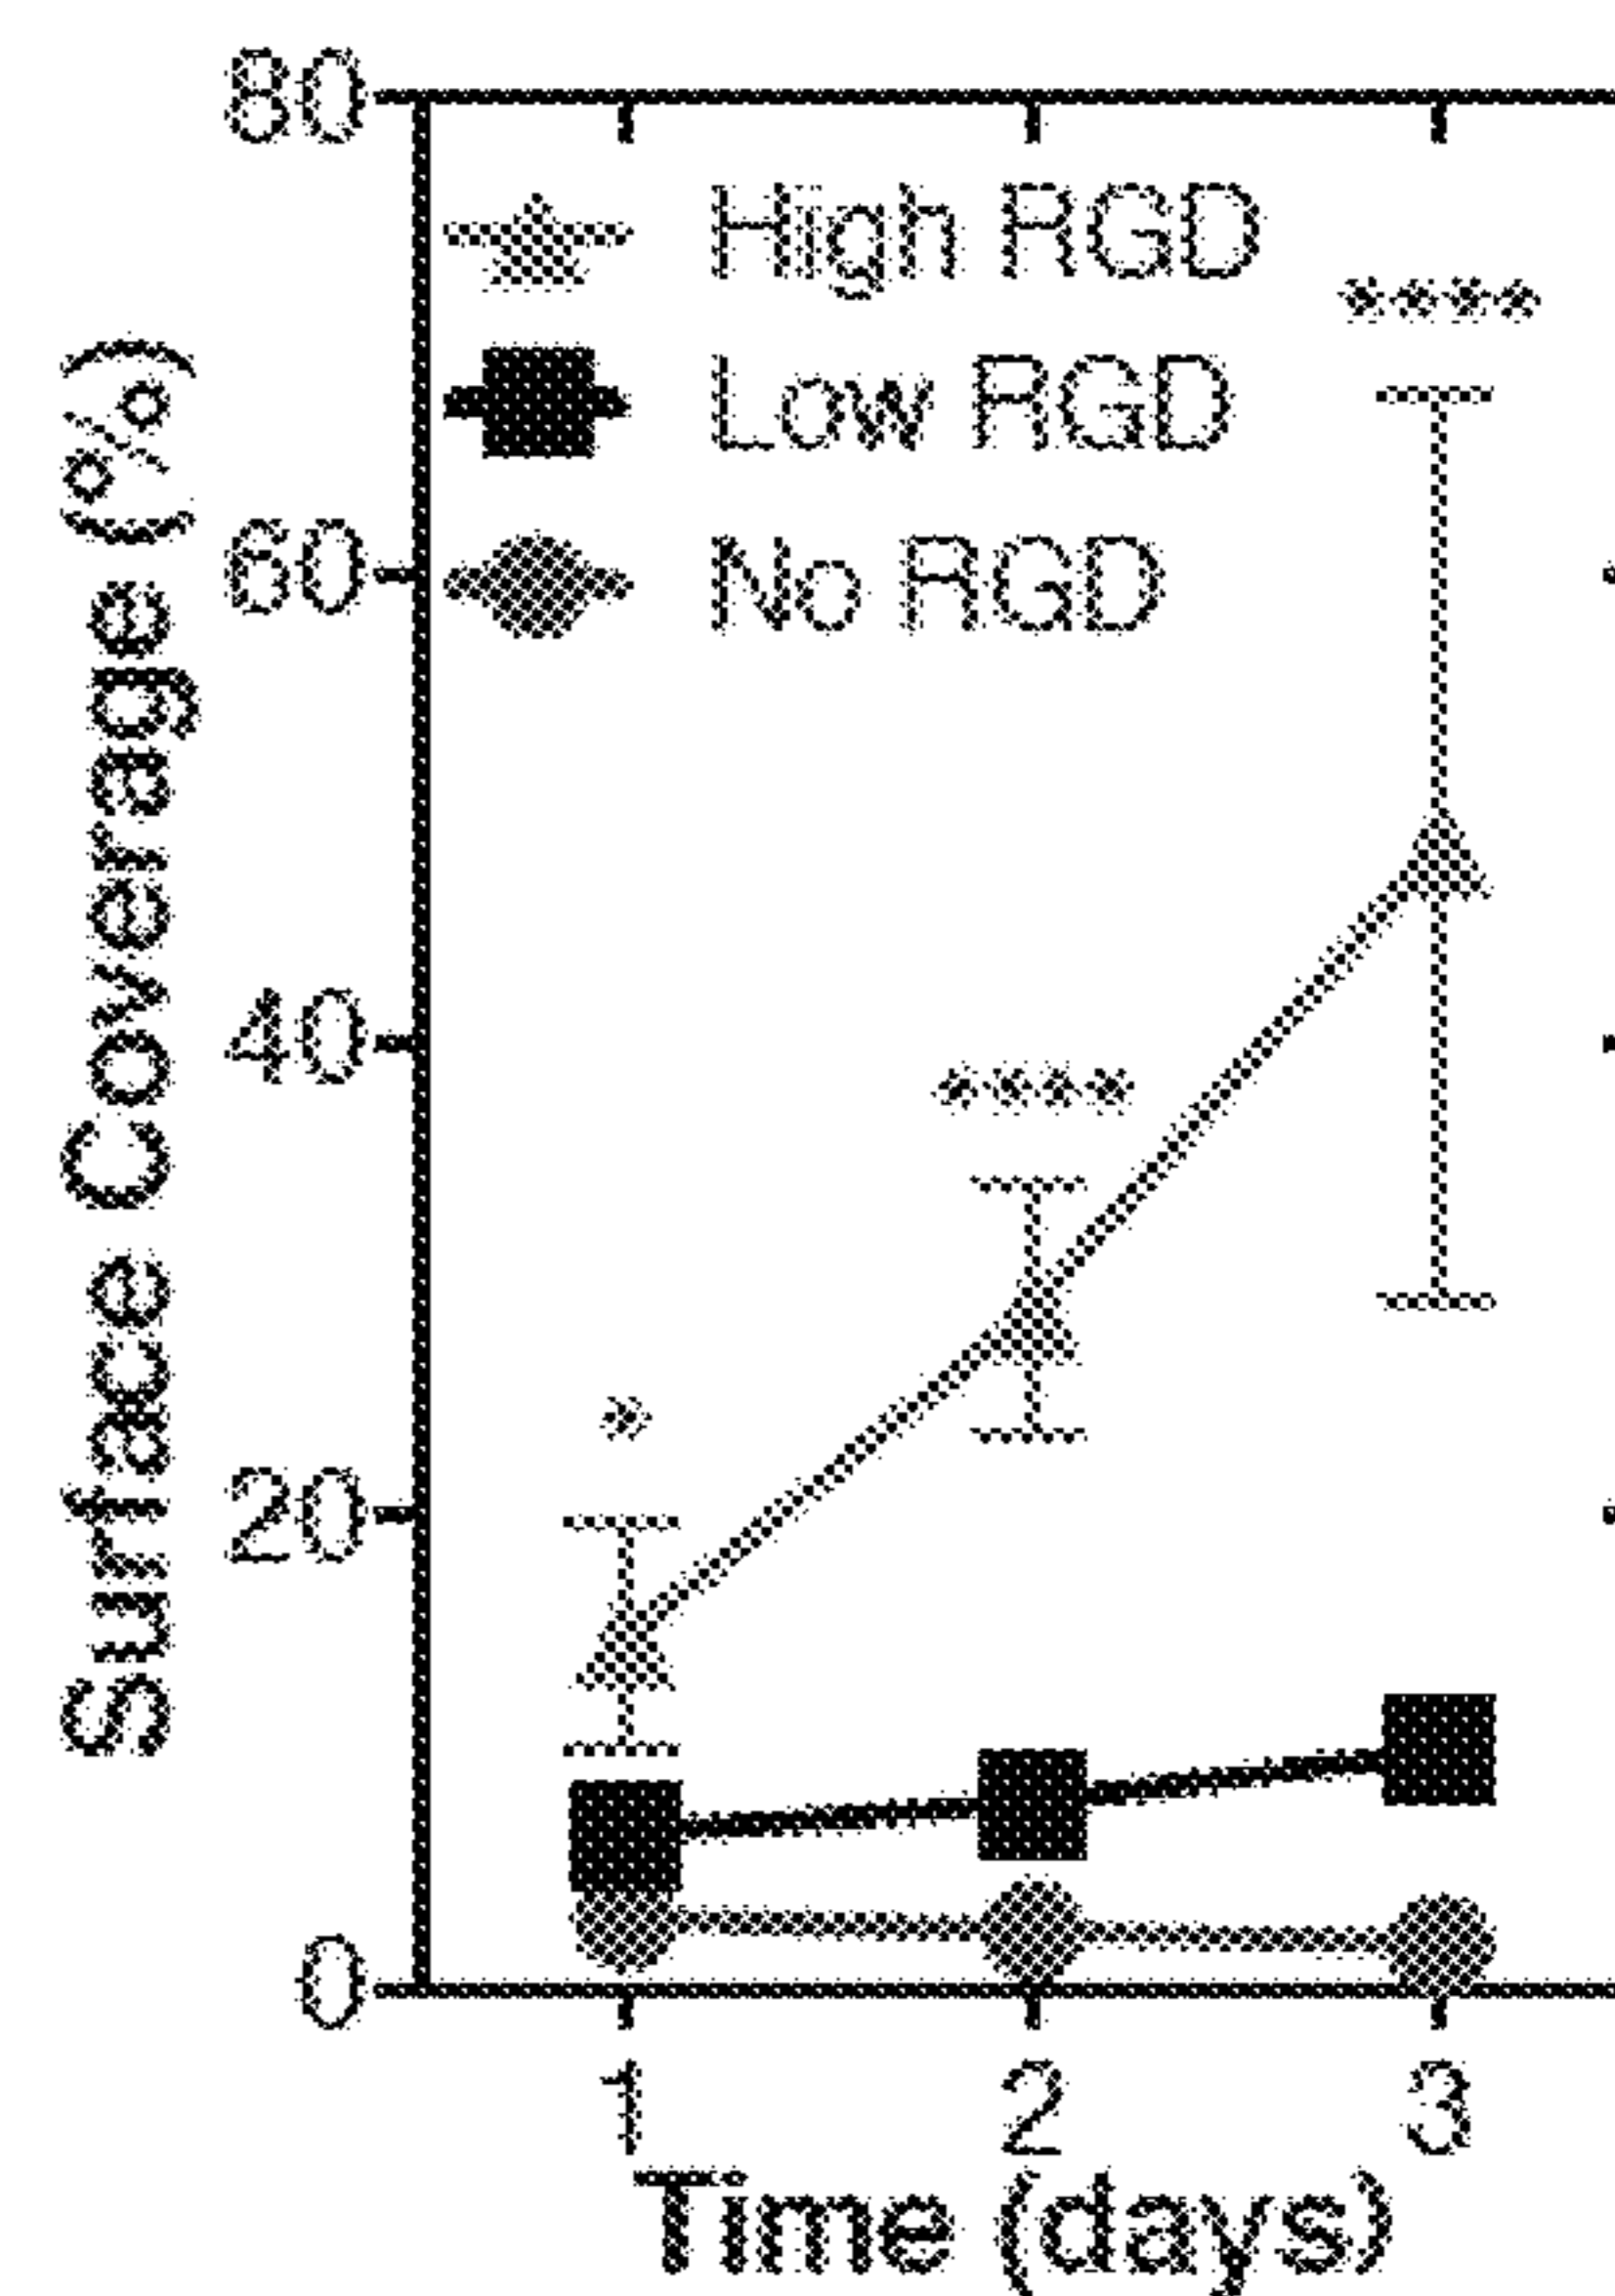 Surface Coverage (%)
80
60
40
20
0
High RGD
Low RGD
No RGD
****
****
*
1 2 3
Time (days)